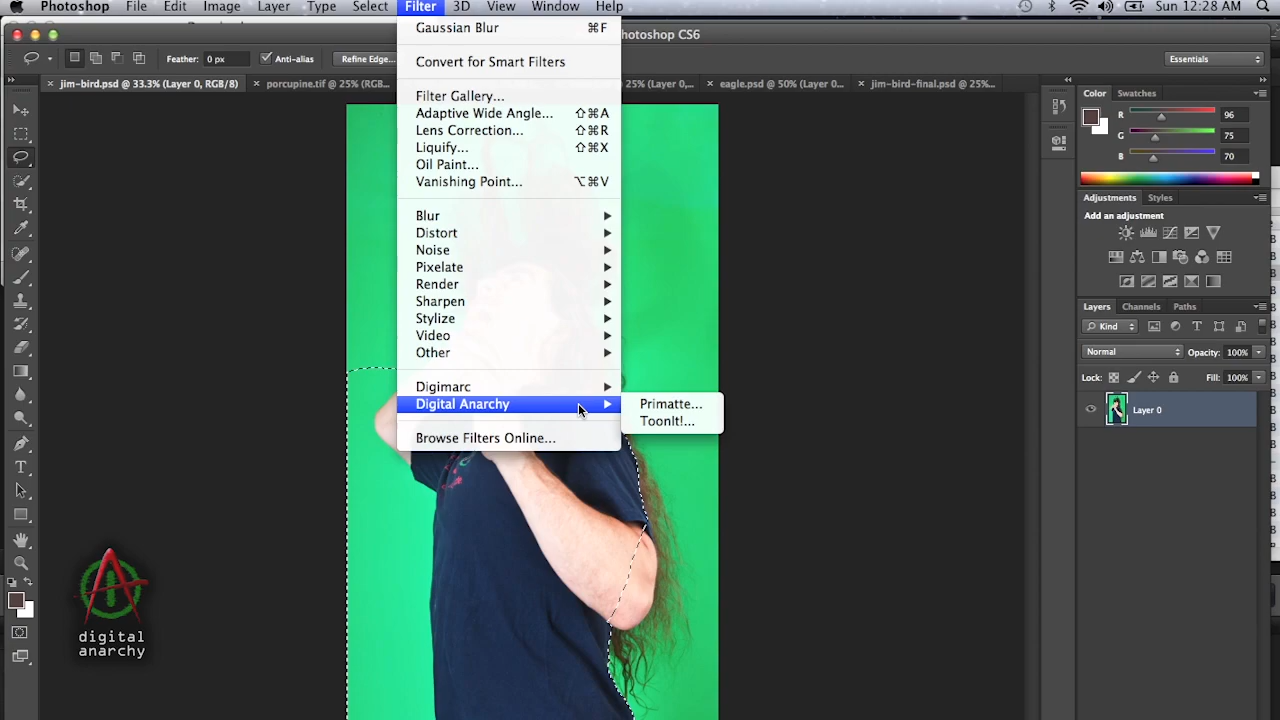 Photoshop File Edit Image Layer Type Select Filter 3D View Window Help Sun 12:28 AM
hotoshop CS6
Feather: 0 px Anti-alias Refine Edge... Essentials
× jim-bird.psd @ 33.3% (Layer 0, RGB/8) × porcupine.tif @ 25% (RGB... % (Layer 0,... × eagle.psd @ 50% (Layer 0... × jim-bird-final.psd @ 25%...
Gaussian Blur ⌘F
Convert for Smart Filters
Filter Gallery...
Adaptive Wide Angle... ⇧⌘A
Lens Correction... ⇧⌘R
Liquify... ⇧⌘X
Oil Paint...
Vanishing Point... ⌥⌘V
Blur
Distort
Noise
Pixelate
Render
Sharpen
Stylize
Video
Other
Digimarc
Digital Anarchy
Browse Filters Online...
Primatte...
ToonIt!...
Color Swatches
R 96
G 75
B 70
Adjustments Styles
Add an adjustment
Layers Channels Paths
Kind
Normal Opacity: 100%
Lock: Fill: 100%
Layer 0
digital
anarchy